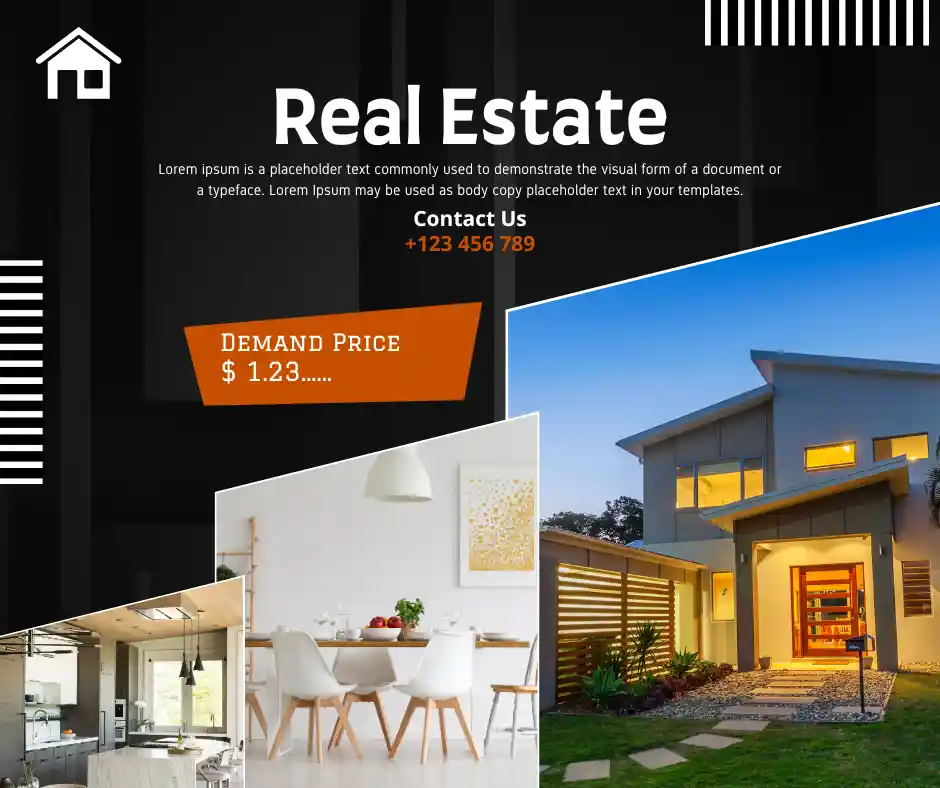 Real Estate
Lorem ipsum is a placeholder text commonly used to demonstrate the visual form of a document or
a typeface. Lorem Ipsum may be used as body copy placeholder text in your templates.
Contact Us
+123 456 789
Demand Price
$ 1.23......